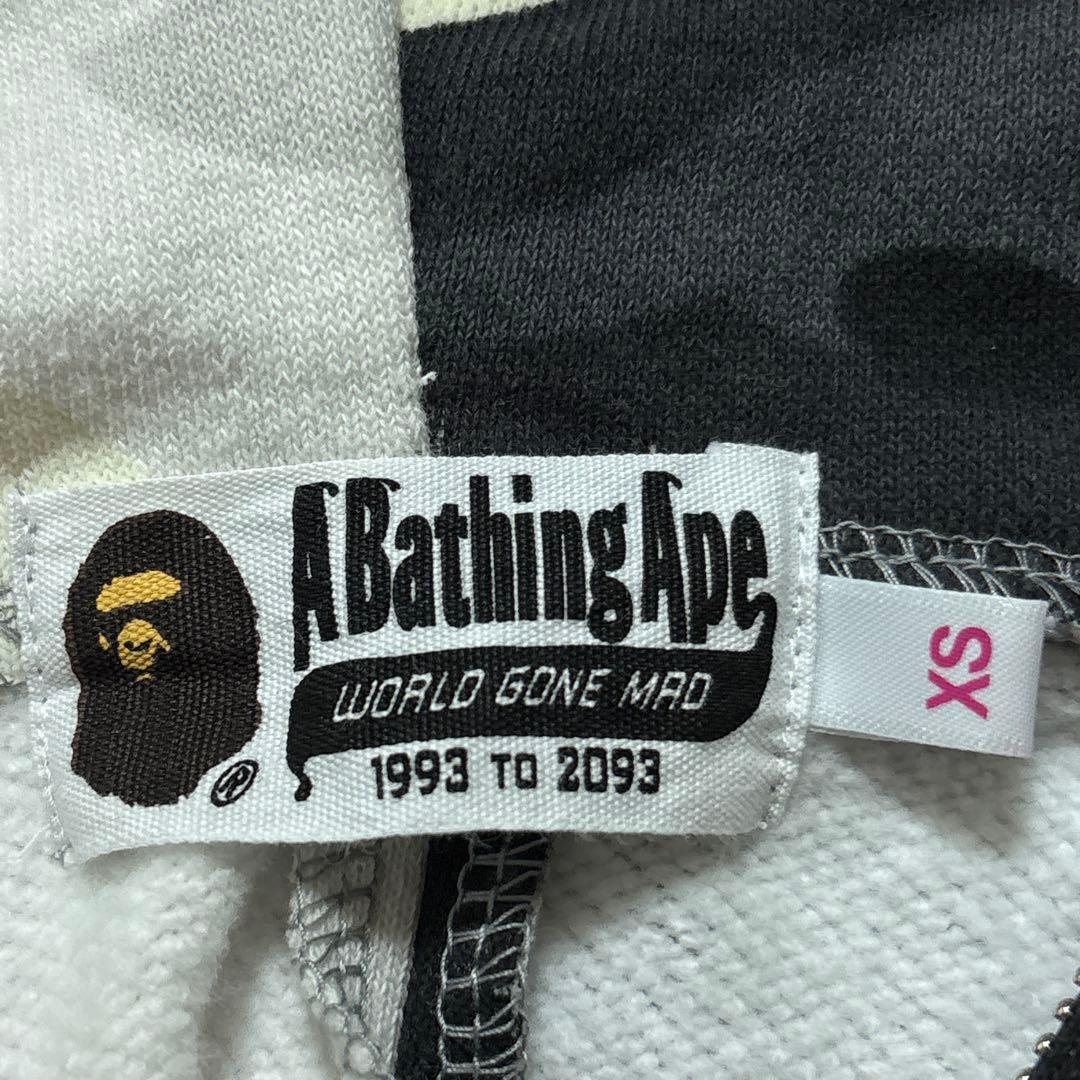 A Bathing Ape
WORLD GONE MAD
1993 TO 2093
®
XS